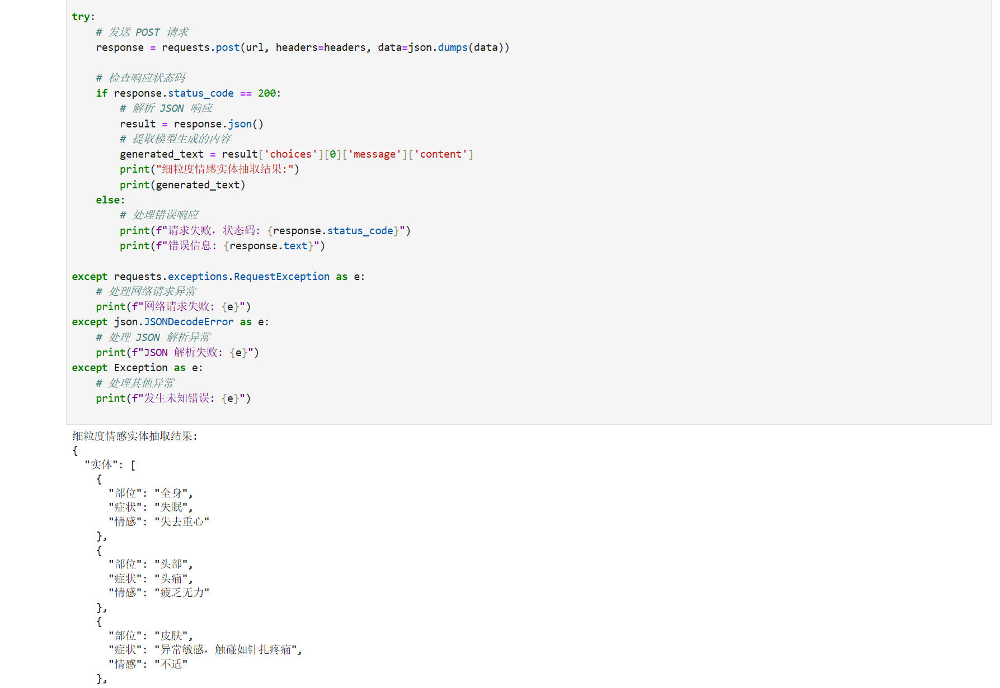 try:
    # 发送 POST 请求
    response = requests.post(url, headers=headers, data=json.dumps(data))

    # 检查响应状态码
    if response.status_code == 200:
        # 解析 JSON 响应
        result = response.json()
        # 提取模型生成的内容
        generated_text = result['choices'][0]['message']['content']
        print("细粒度情感实体抽取结果:")
        print(generated_text)
    else:
        # 处理错误响应
        print(f"请求失败，状态码: {response.status_code}")
        print(f"错误信息: {response.text}")

except requests.exceptions.RequestException as e:
    # 处理网络请求异常
    print(f"网络请求失败: {e}")
except json.JSONDecodeError as e:
    # 处理 JSON 解析异常
    print(f"JSON 解析失败: {e}")
except Exception as e:
    # 处理其他异常
    print(f"发生未知错误: {e}")

细粒度情感实体抽取结果:
{
  "实体": [
    {
      "部位": "全身",
      "症状": "失眠",
      "情感": "失去重心"
    },
    {
      "部位": "头部",
      "症状": "头痛",
      "情感": "疲乏无力"
    },
    {
      "部位": "皮肤",
      "症状": "异常敏感，触碰如针扎疼痛",
      "情感": "不适"
    },